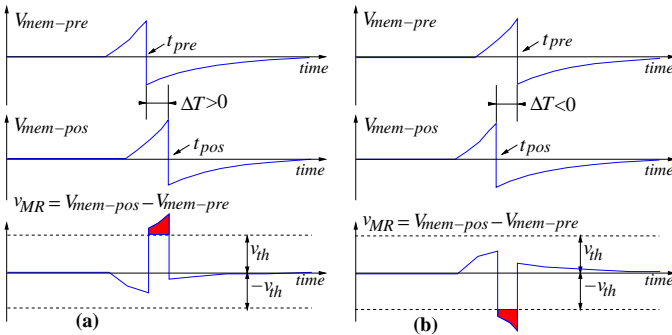 V_mem-pre
t_pre
time
ΔT>0
V_mem-pos
t_pos
time
v_MR = V_mem-pos − V_mem-pre
v_th
−v_th
time
(a)
V_mem-pre
t_pre
time
ΔT<0
V_mem-pos
t_pos
time
v_MR = V_mem-pos − V_mem-pre
v_th
−v_th
time
(b)